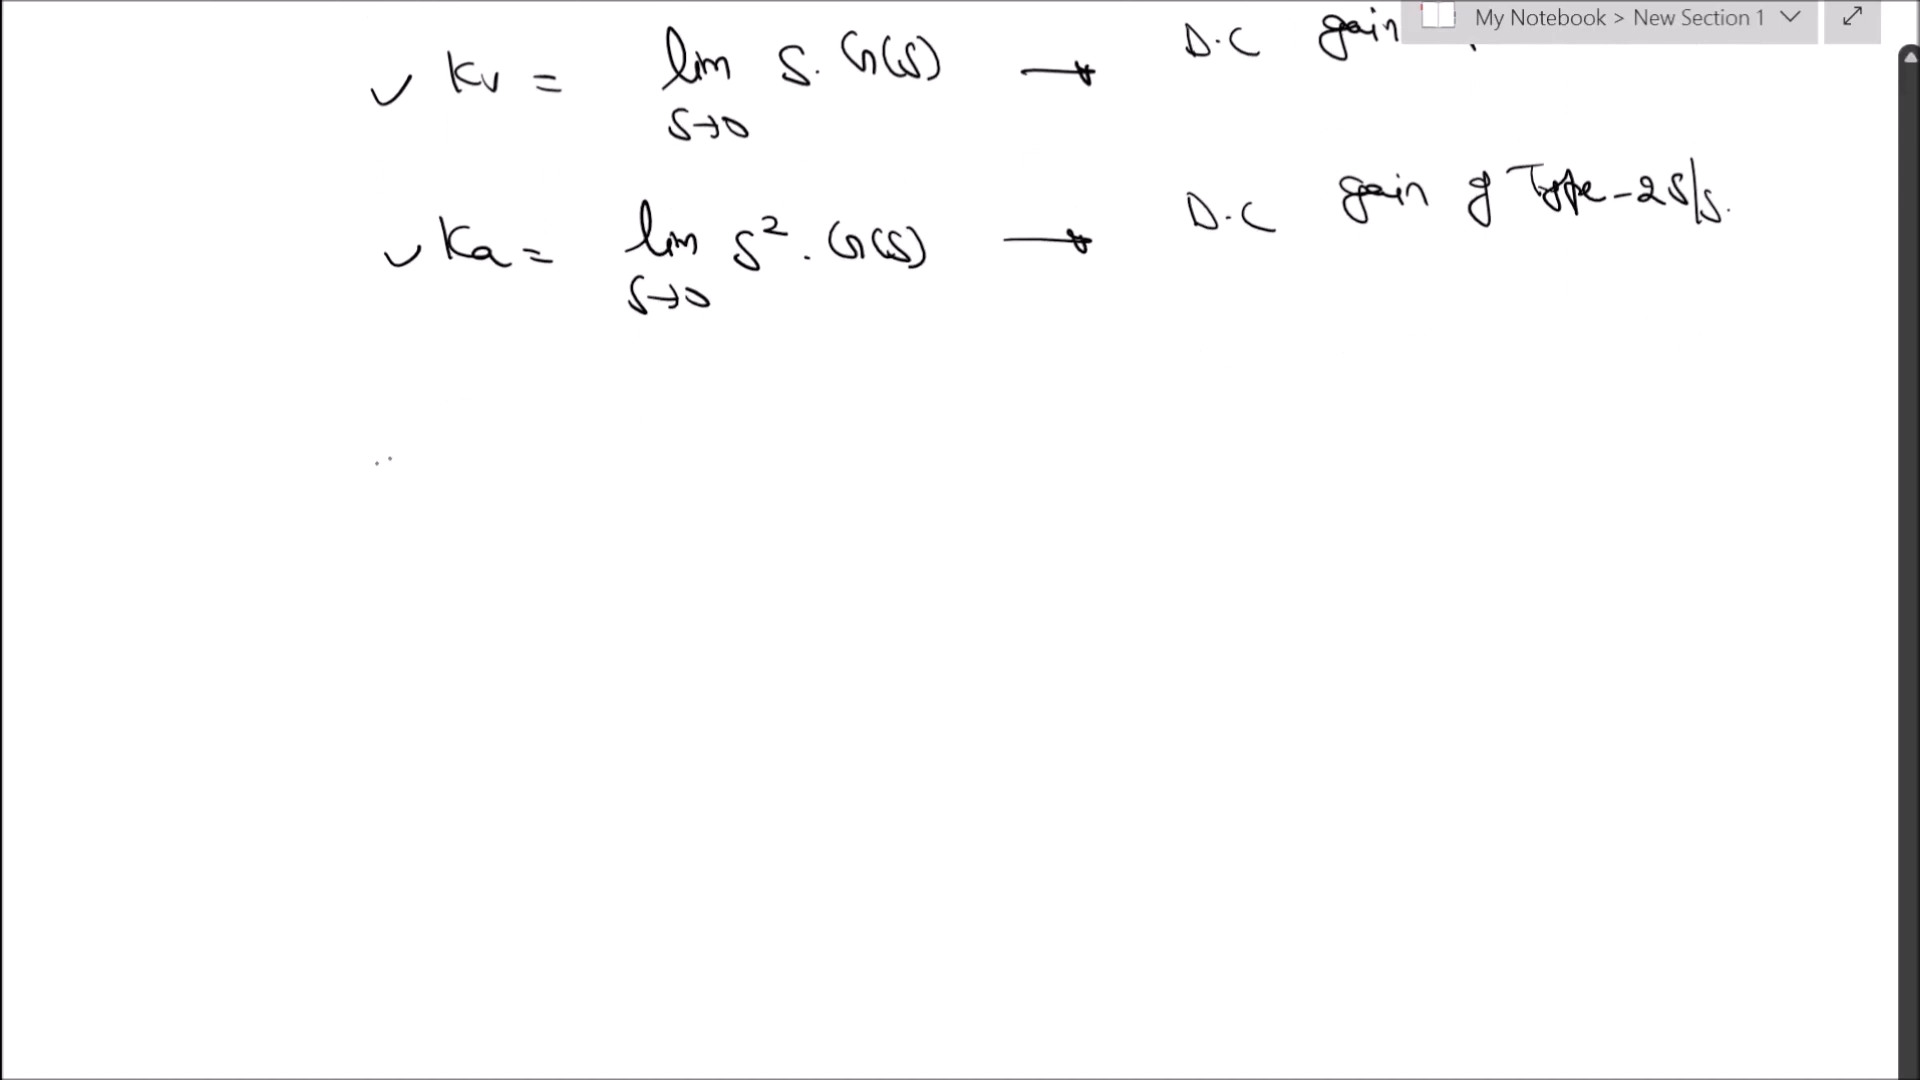 My Notebook > New Section 1
✓ Kv = lim S. G(S) → D.C gain
S→0
✓ Ka = lim S². G(S) → D.C gain of Type-2 S/S.
S→0